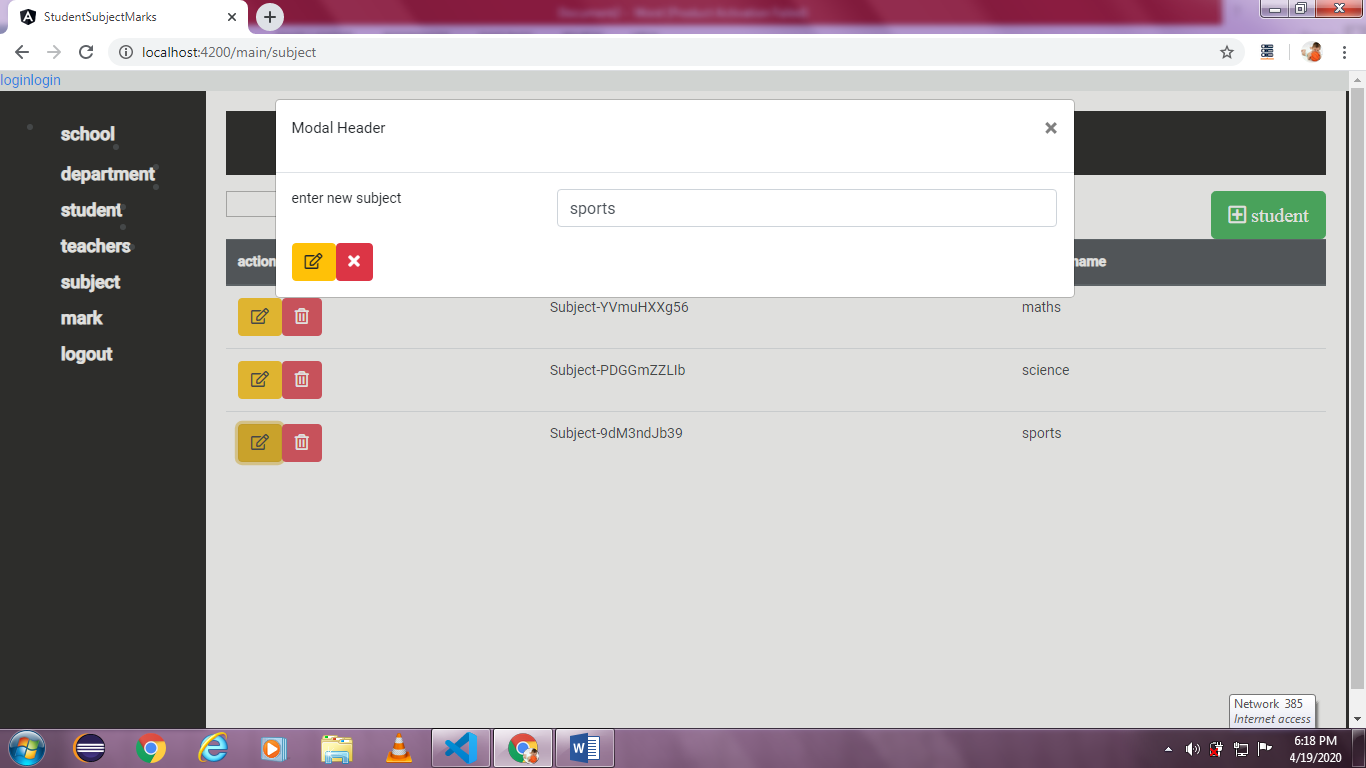 StudentSubjectMarks
localhost:4200/main/subject
loginlogin
school
department
student
teachers
subject
mark
logout
Modal Header
enter new subject
sports
student
action
name
Subject-YVmuHXXg56 maths
Subject-PDGGmZZLIb science
Subject-9dM3ndJb39 sports
Network 385
Internet access
6:18 PM
4/19/2020